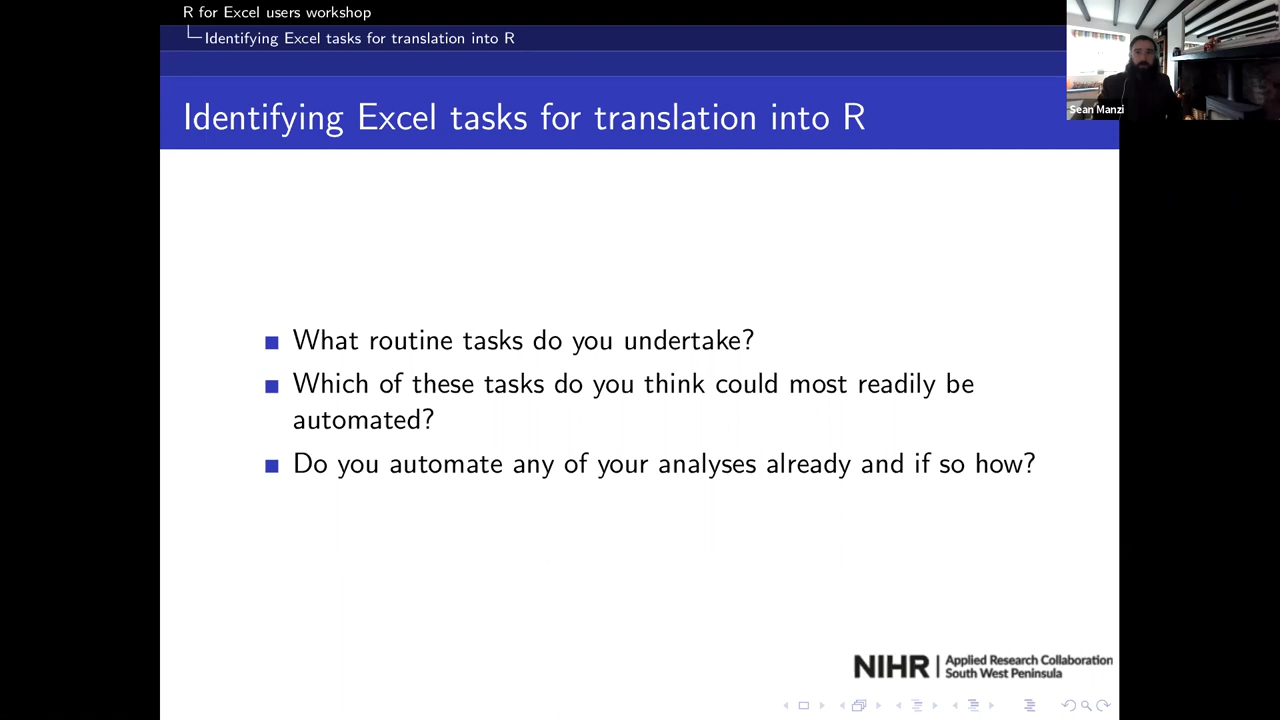 R for Excel users workshop
Identifying Excel tasks for translation into R
Sean Manzi
Identifying Excel tasks for translation into R
What routine tasks do you undertake?
Which of these tasks do you think could most readily be
automated?
Do you automate any of your analyses already and if so how?
NIHR | Applied Research Collaboration
South West Peninsula